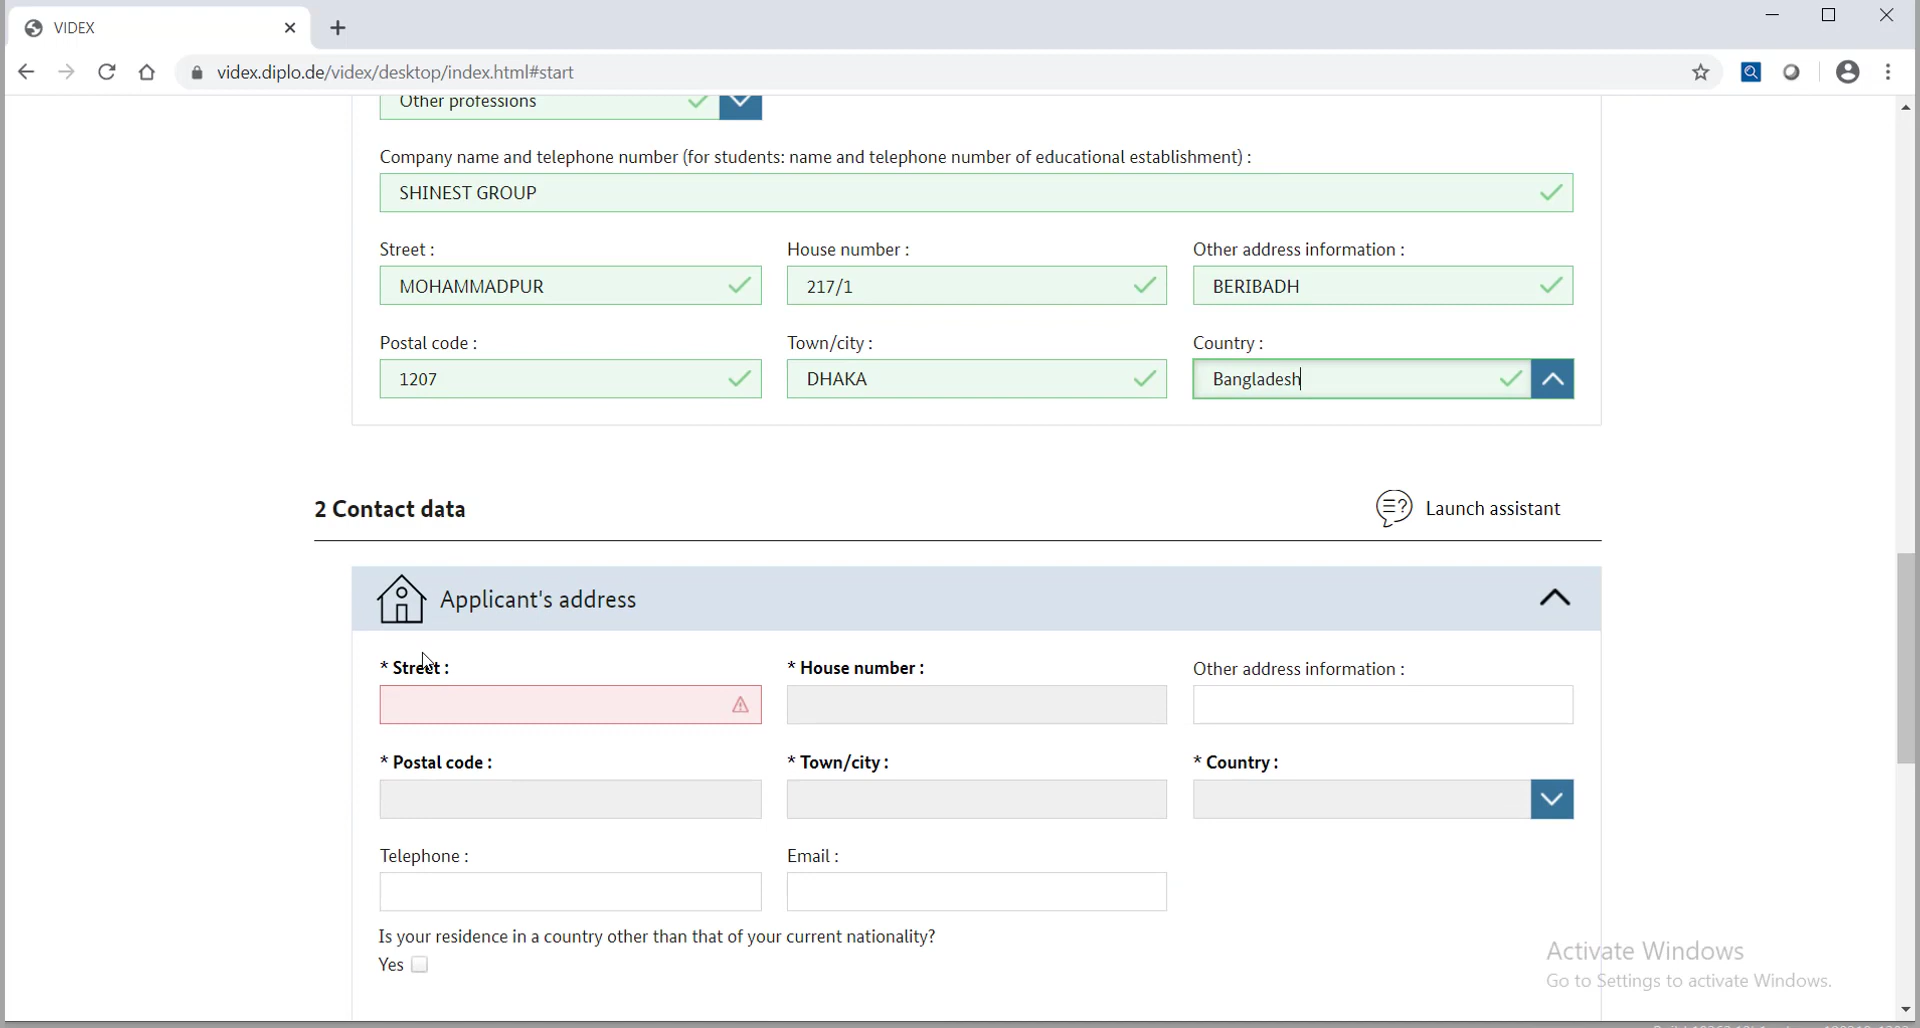 VIDEX
videx.diplo.de/videx/desktop/index.html#start
Other professions
Company name and telephone number (for students: name and telephone number of educational establishment) :
SHINEST GROUP
Street : House number : Other address information :
MOHAMMADPUR 217/1 BERIBADH
Postal code : Town/city : Country :
1207 DHAKA Bangladesh
2 Contact data Launch assistant
Applicant's address
* Street : * House number : Other address information :
* Postal code : * Town/city : * Country :
Telephone : Email :
Is your residence in a country other than that of your current nationality?
Yes
Activate Windows
Go to Settings to activate Windows.